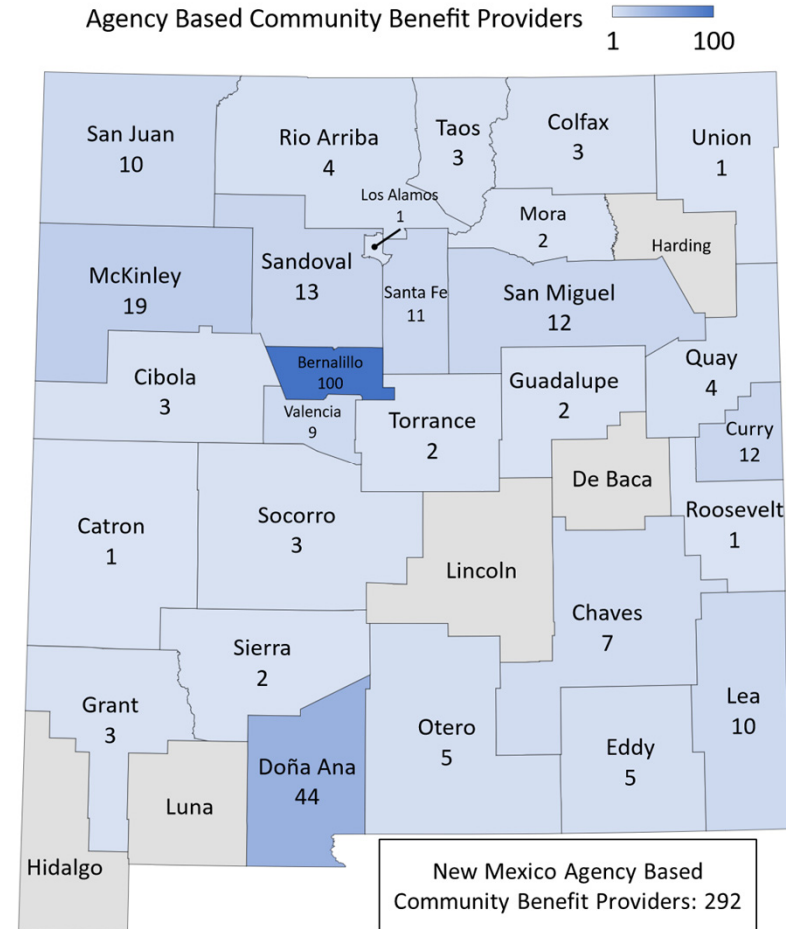 Agency Based Community Benefit Providers
1 100
San Juan
10
Rio Arriba
4
Taos
3
Colfax
3
Union
1
Los Alamos
1
Mora
2
Harding
McKinley
19
Sandoval
13
Santa Fe
11
San Miguel
12
Cibola
3
Bernalillo
100
Valencia
9
Torrance
2
Guadalupe
2
Quay
4
Curry
12
De Baca
Roosevelt
1
Catron
1
Socorro
3
Lincoln
Chaves
7
Sierra
2
Grant
3
Doña Ana
44
Otero
5
Eddy
5
Lea
10
Luna
Hidalgo
New Mexico Agency Based
Community Benefit Providers: 292